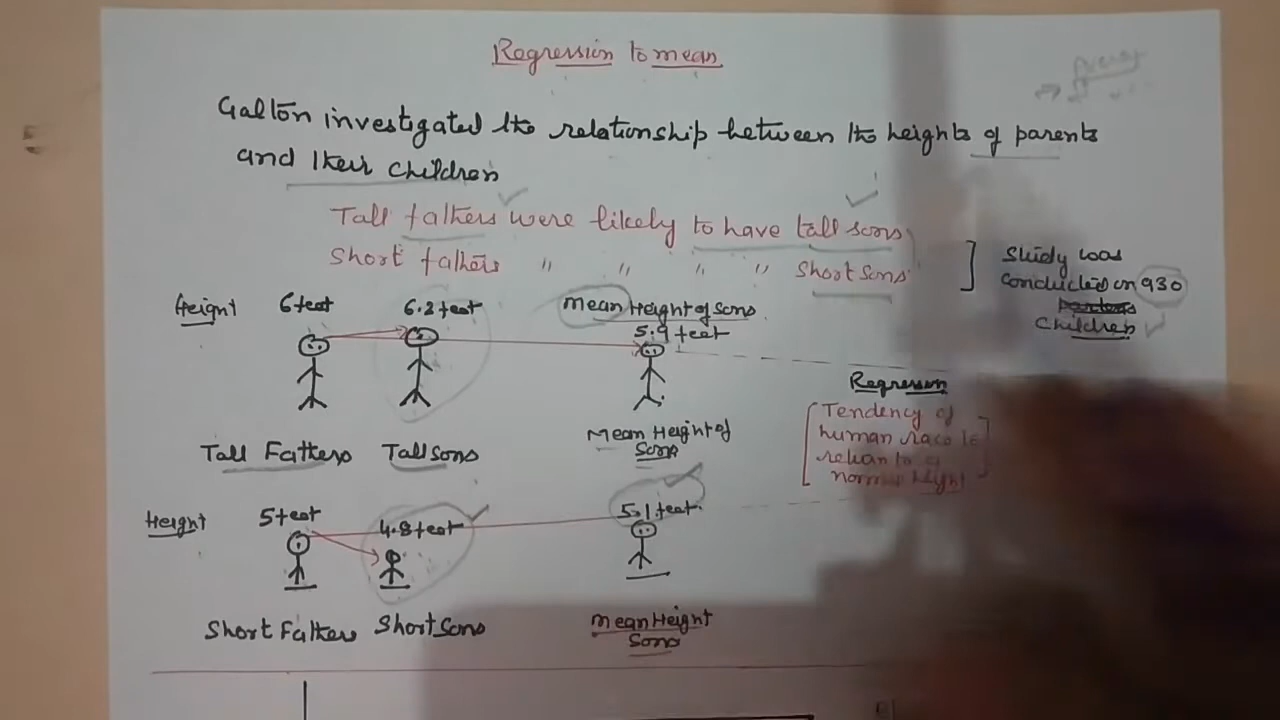 Regression to mean
Galton investigated the relationship between the heights of parents
and their children
Tall fathers were likely to have tall sons
Short fathers " " " " Short sons
Study was
conducted on 930
Children
Height 6 feet 6.2 feet mean Height of sons
5.9 feet
Tall Fathers Tall sons Mean Height of
Sons
Regression
Tendency of
human race to
return to a
normal height
Height 5 feet 4.8 feet 5.1 feet
Short Fathers Short Sons mean Height
Sons